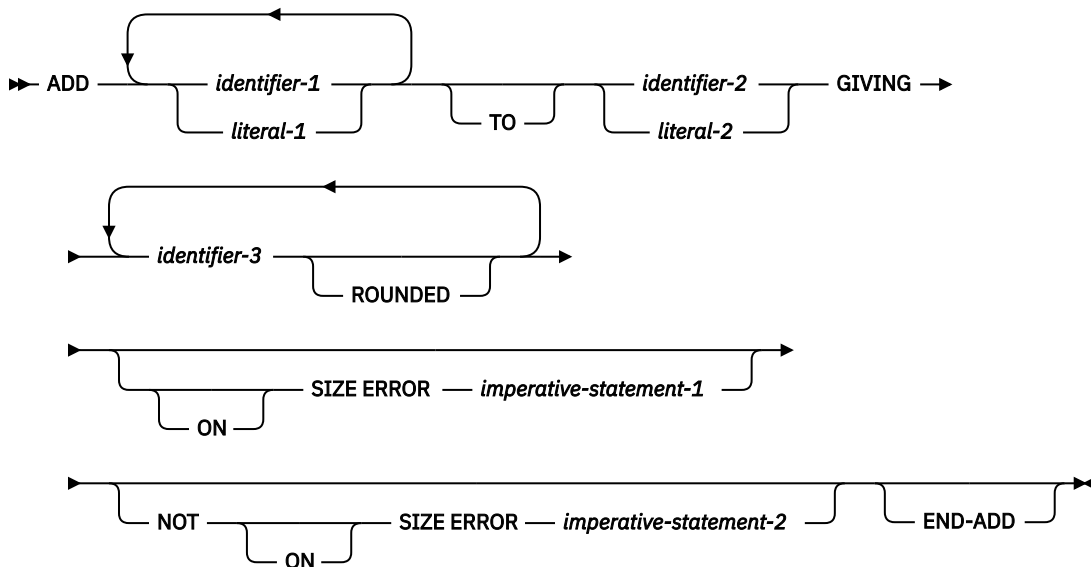 ADD identifier-1 TO identifier-2 GIVING
literal-1 literal-2
identifier-3
ROUNDED
SIZE ERROR imperative-statement-1
ON
NOT SIZE ERROR imperative-statement-2 END-ADD
ON